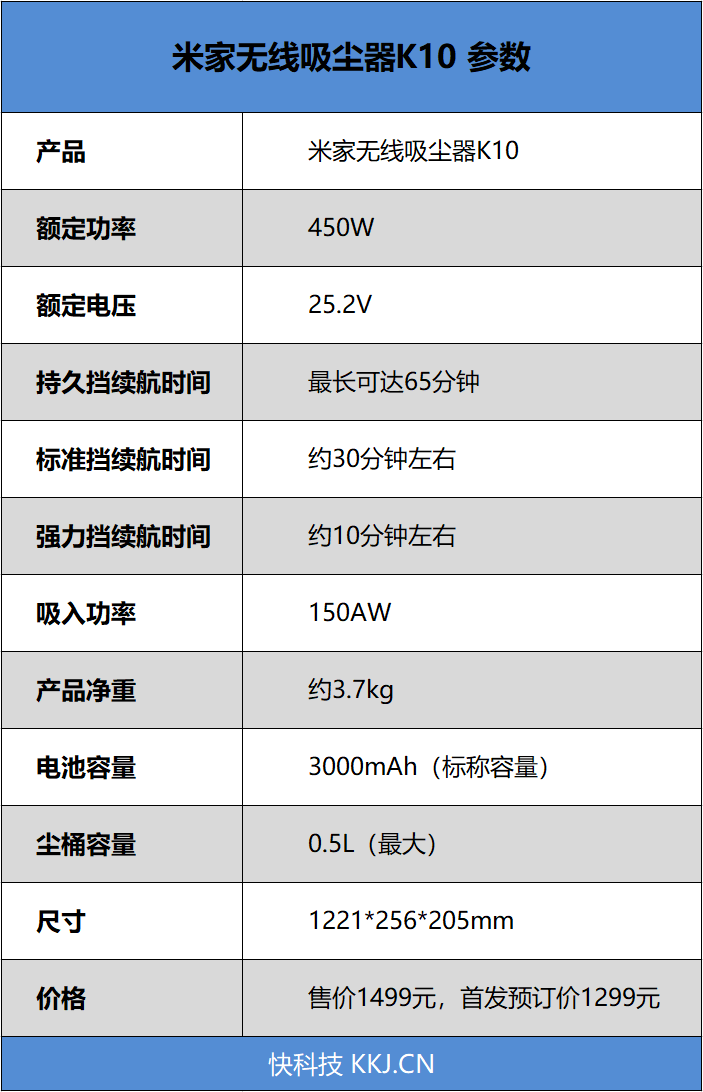 米家无线吸尘器K10 参数
产品 米家无线吸尘器K10
额定功率 450W
额定电压 25.2V
持久挡续航时间 最长可达65分钟
标准挡续航时间 约30分钟左右
强力挡续航时间 约10分钟左右
吸入功率 150AW
产品净重 约3.7kg
电池容量 3000mAh（标称容量）
尘桶容量 0.5L（最大）
尺寸 1221*256*205mm
价格 售价1499元，首发预订价1299元
快科技 KKJ.CN